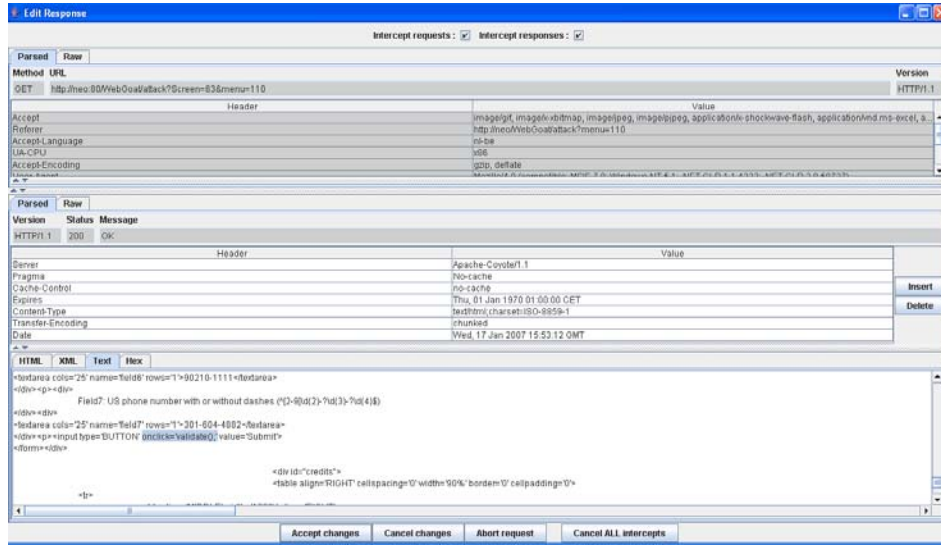 Edit Response
Intercept requests : Intercept responses :
Parsed Raw
Method URL Version
GET http://neo:80/WebGoat/attack?Screen=83&menu=110 HTTP/1.1
Header Value
Accept image/gif, image/x-xbitmap, image/jpeg, image/pjpeg, application/x-shockwave-flash, application/vnd.ms-excel, a...
Referer http://neo/WebGoat/attack?menu=110
Accept-Language nl-be
UA-CPU x86
Accept-Encoding gzip, deflate
Parsed Raw
Version Status Message
HTTP/1.1 200 OK
Header Value
Server Apache-Coyote/1.1
Pragma No-cache
Cache-Control no-cache
Expires Thu, 01 Jan 1970 01:00:00 CET
Content-Type text/html;charset=ISO-8859-1
Transfer-Encoding chunked
Date Wed, 17 Jan 2007 15:53:12 GMT
Insert
Delete
HTML XML Text Hex
<textarea cols='25' name='field6' rows='1'>90210-1111</textarea>
</div><p><div>
Field7: US phone number with or without dashes (^[2-9]\d{2}-?\d{3}-?\d{4}$)
</div><div>
<textarea cols='25' name='field7' rows='1'>301-604-4882</textarea>
</div><p><input type='BUTTON' onclick='validate();' value='Submit'>
</form></div>
<div id="credits">
<table align='RIGHT' cellspacing='0' width='90%' border='0' cellpadding='0'>
<tr>
Accept changes Cancel changes Abort request Cancel ALL intercepts